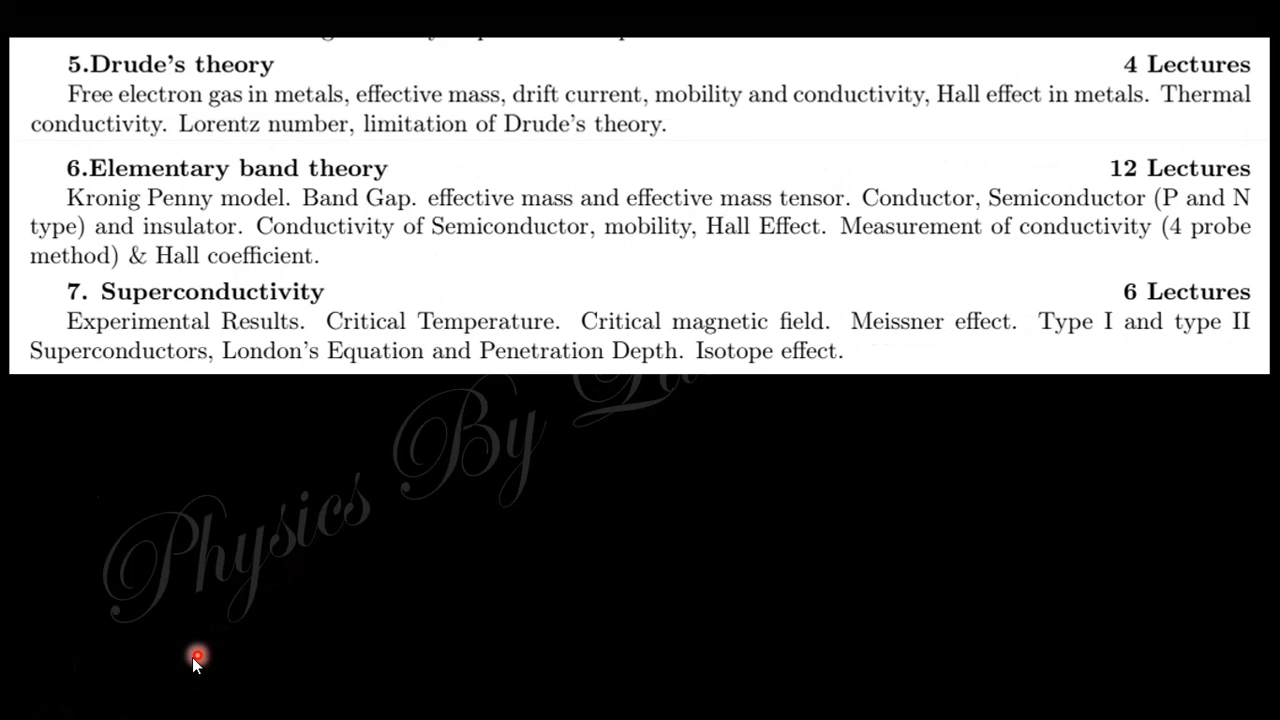 5.Drude's theory 4 Lectures
Free electron gas in metals, effective mass, drift current, mobility and conductivity, Hall effect in metals. Thermal
conductivity. Lorentz number, limitation of Drude's theory.
6.Elementary band theory 12 Lectures
Kronig Penny model. Band Gap. effective mass and effective mass tensor. Conductor, Semiconductor (P and N
type) and insulator. Conductivity of Semiconductor, mobility, Hall Effect. Measurement of conductivity (4 probe
method) & Hall coefficient.
7. Superconductivity 6 Lectures
Experimental Results. Critical Temperature. Critical magnetic field. Meissner effect. Type I and type II
Superconductors, London's Equation and Penetration Depth. Isotope effect.
Physics By